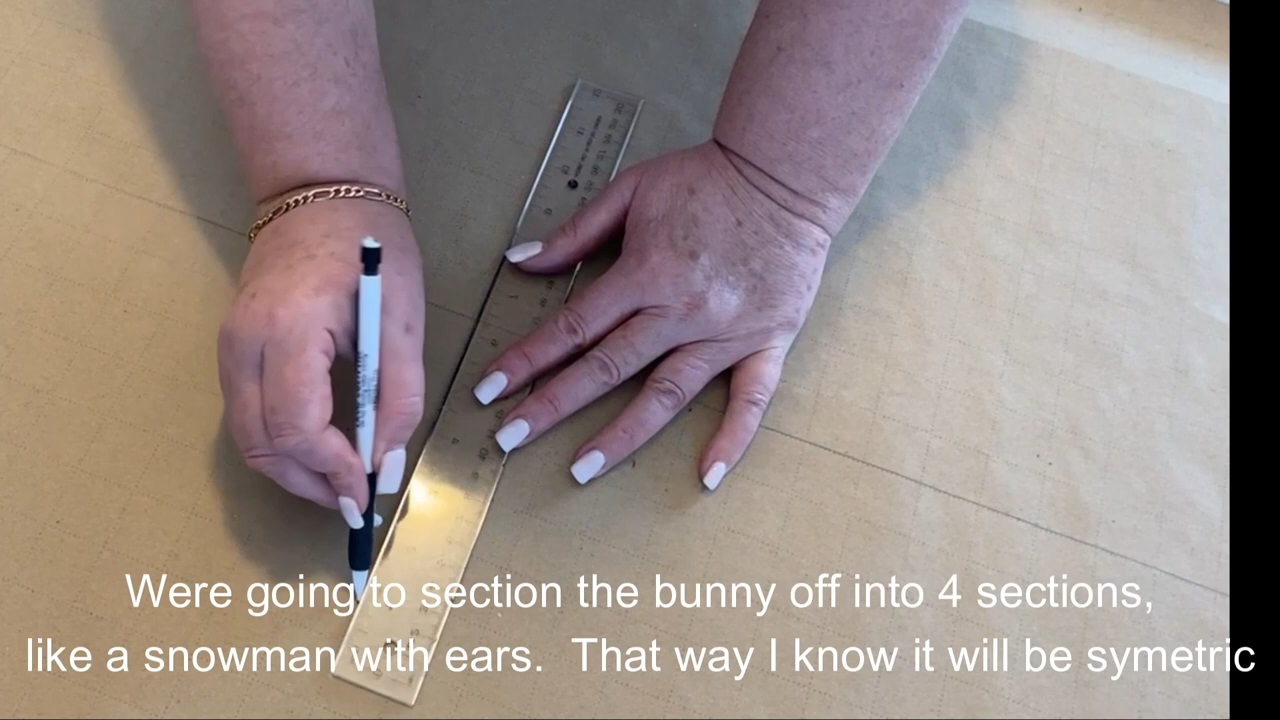 Were going to section the bunny off into 4 sections,
like a snowman with ears. That way I know it will be symetric